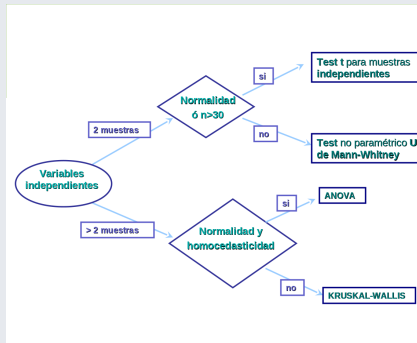 si
Test t para muestras
independientes
Normalidad
ó n>30
2 muestras
no
Test no paramétrico U
de Mann-Whitney
Variables
independientes
si
ANOVA
> 2 muestras
Normalidad y
homocedasticidad
no
KRUSKAL-WALLIS